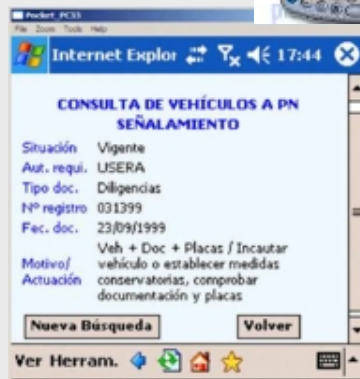 Pocket_PC33
File Zoom Tools Help
Internet Explor 17:44
CONSULTA DE VEHÍCULOS A PN
SEÑALAMIENTO
Situación Vigente
Aut. requi. USERA
Tipo doc. Diligencias
Nº registro 031399
Fec. doc. 23/09/1999
Motivo/ Actuación Veh + Doc + Placas / Incautar
vehículo o establecer medidas
conservatorias, comprobar
documentación y placas
Nueva Búsqueda Volver
Ver Herram.